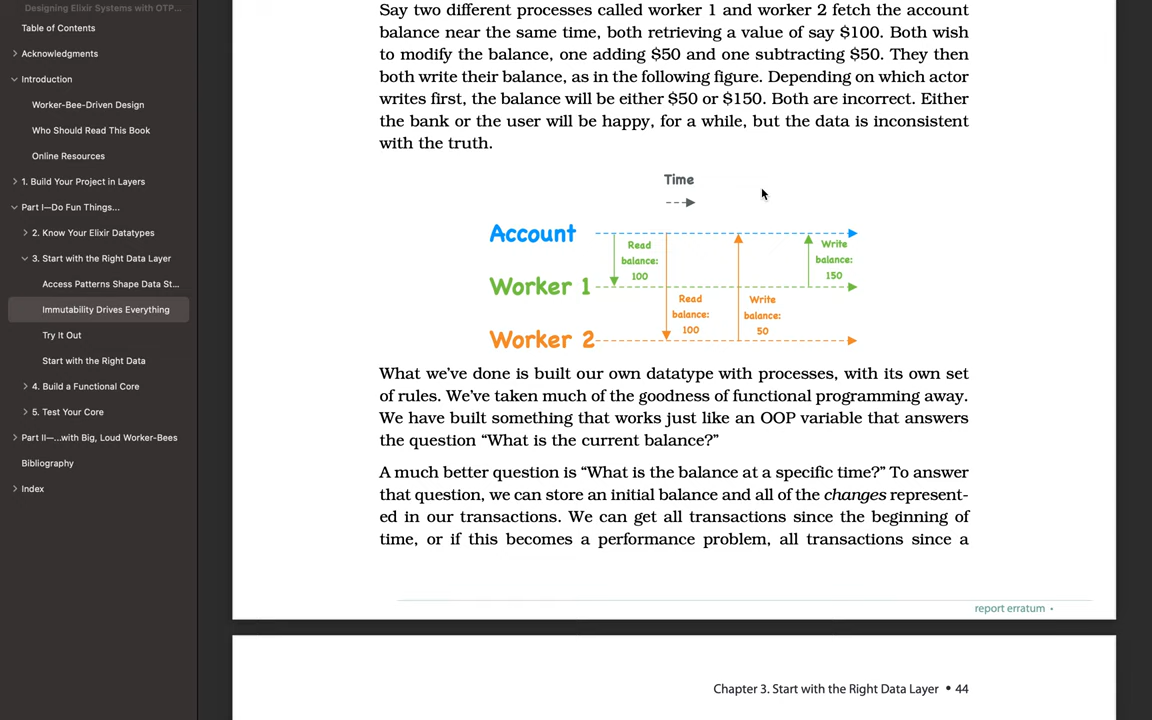 Designing Elixir Systems with OTP...
Table of Contents
Acknowledgments
Introduction
Worker-Bee-Driven Design
Who Should Read This Book
Online Resources
1. Build Your Project in Layers
Part I—Do Fun Things...
2. Know Your Elixir Datatypes
3. Start with the Right Data Layer
Access Patterns Shape Data St...
Immutability Drives Everything
Try It Out
Start with the Right Data
4. Build a Functional Core
5. Test Your Core
Part II—...with Big, Loud Worker-Bees
Bibliography
Index
Say two different processes called worker 1 and worker 2 fetch the account
balance near the same time, both retrieving a value of say $100. Both wish
to modify the balance, one adding $50 and one subtracting $50. They then
both write their balance, as in the following figure. Depending on which actor
writes first, the balance will be either $50 or $150. Both are incorrect. Either
the bank or the user will be happy, for a while, but the data is inconsistent
with the truth.
Time
Account
Read
balance:
100
Write
balance:
150
Worker 1
Read
balance:
100
Write
balance:
50
Worker 2
What we’ve done is built our own datatype with processes, with its own set
of rules. We’ve taken much of the goodness of functional programming away.
We have built something that works just like an OOP variable that answers
the question “What is the current balance?”
A much better question is “What is the balance at a specific time?” To answer
that question, we can store an initial balance and all of the changes represent-
ed in our transactions. We can get all transactions since the beginning of
time, or if this becomes a performance problem, all transactions since a
report erratum •
Chapter 3. Start with the Right Data Layer • 44